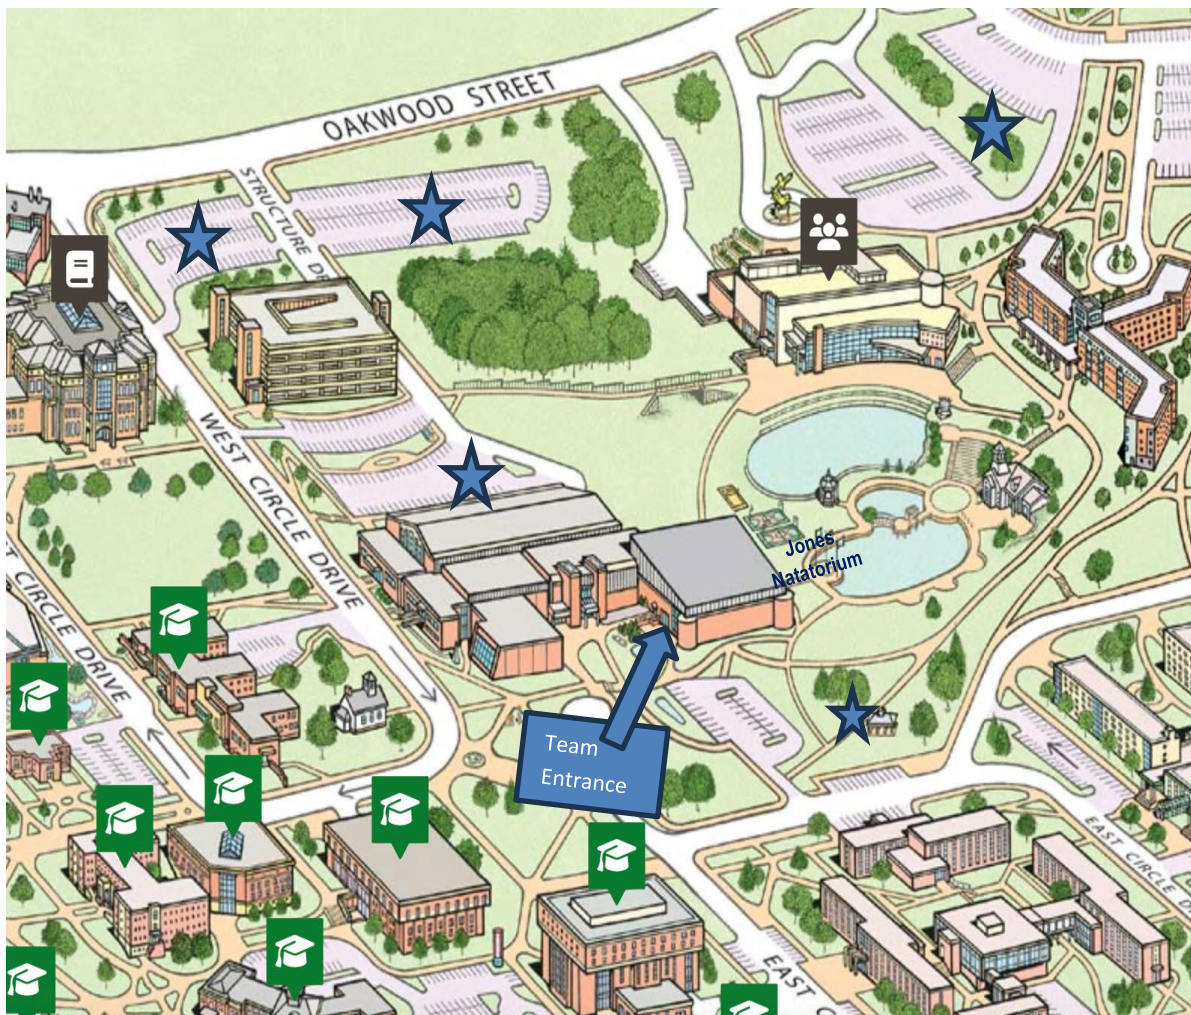 OAKWOOD STREET
STRUCTURE DR
WEST CIRCLE DRIVE
Jones
Natatorium
CIRCLE DRIVE
Team
Entrance
EAST CIRCLE D
EAST C